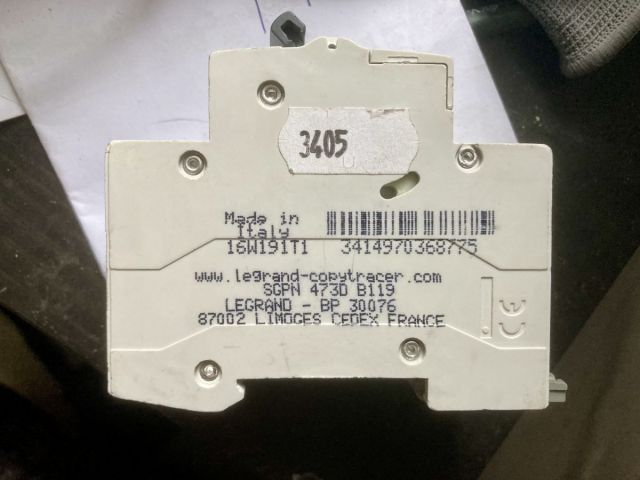 3405
Made in
Italy
16W191T1 3414970368775
www.legrand-copytracer.com
SGPN 473D B119
LEGRAND - BP 30076
87002 LIMOGES CEDEX FRANCE
CE